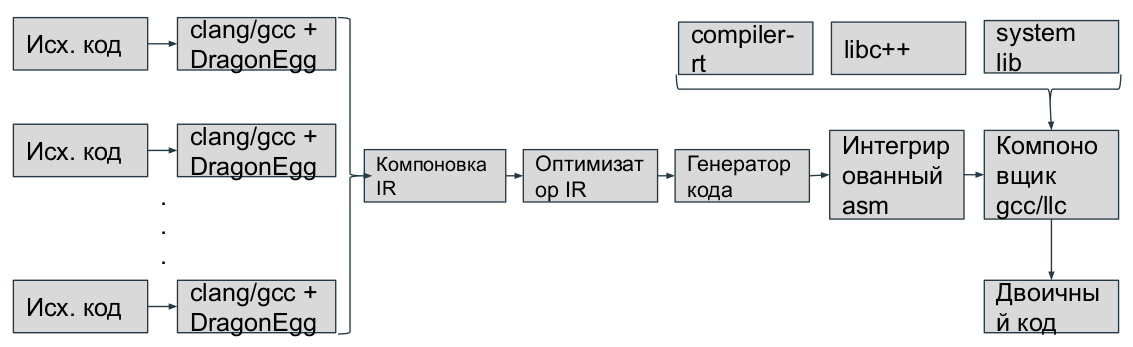 Исх. код
clang/gcc +
DragonEgg
compiler-
rt
libc++
system
lib
Исх. код
clang/gcc +
DragonEgg
Компоновка
IR
Оптимизат
ор IR
Генератор
кода
Интегрир
ованный
asm
Компоно
вщик
gcc/llc
.
.
.
Исх. код
clang/gcc +
DragonEgg
Двоичны
й код